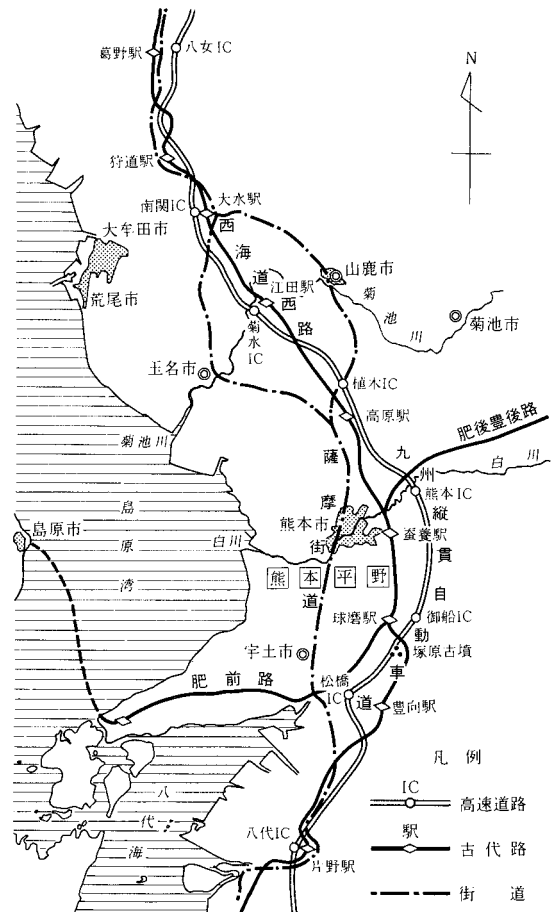 葛野駅
八女IC
N
狩道駅
南関IC
大水駅
大牟田市
荒尾市
西海道西路
江田駅
山鹿市
菊池川
菊池市
菊水IC
玉名市
植木IC
高原駅
菊池川
肥後豊後路
白川
九州縦貫自動車道
熊本IC
薩摩街道
熊本市
島原市
島原湾
白川
蚕養駅
熊本平野
球磨駅
御船IC
塚原古墳
宇土市
松橋IC
肥前路
豊向駅
八代海
八代IC
片野駅
凡例
IC
高速道路
駅
古代路
街道